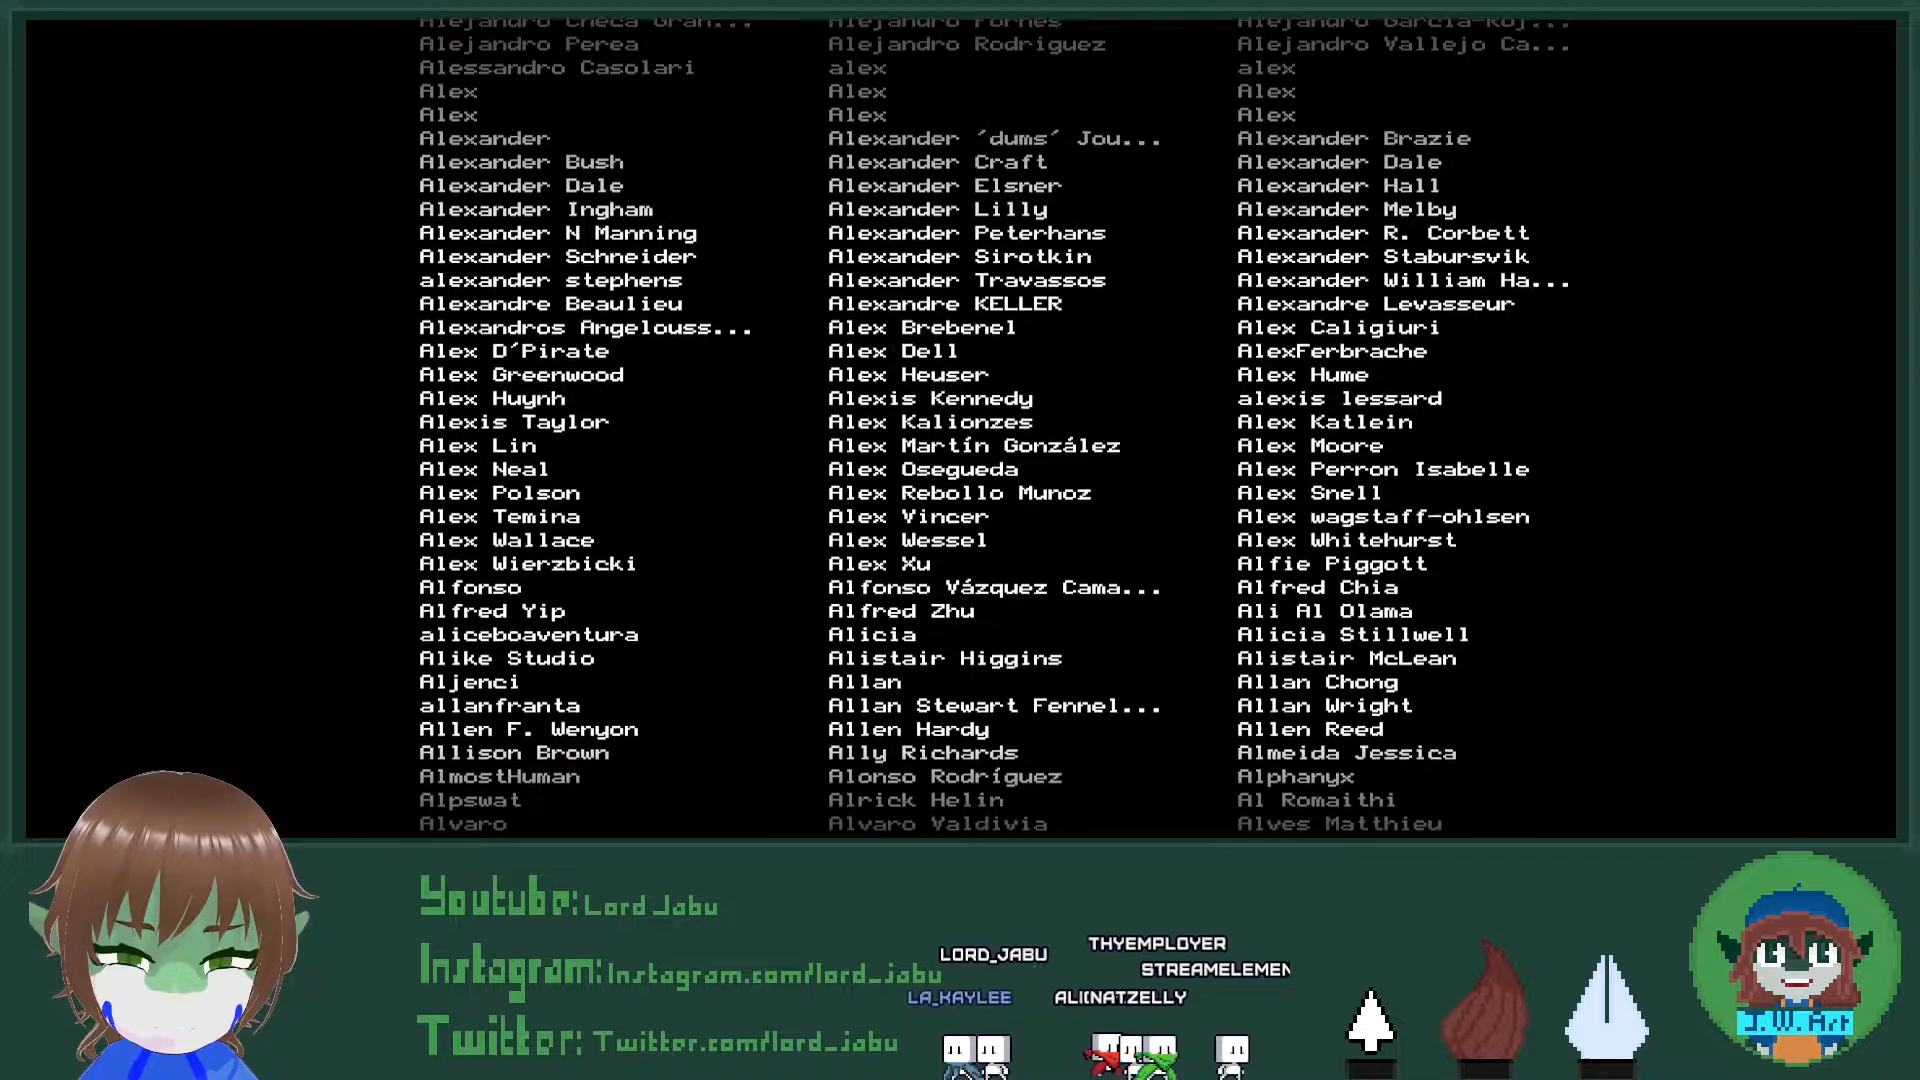 Alejandro Checa Gran... Alejandro Fornes Alejandro García-Roj...
Alejandro Perea Alejandro Rodriguez Alejandro Vallejo Ca...
Alessandro Casolari alex alex
Alex Alex Alex
Alex Alex Alex
Alexander Alexander ´dums´ Jou... Alexander Brazie
Alexander Bush Alexander Craft Alexander Dale
Alexander Dale Alexander Elsner Alexander Hall
Alexander Ingham Alexander Lilly Alexander Melby
Alexander N Manning Alexander Peterhans Alexander R. Corbett
Alexander Schneider Alexander Sirotkin Alexander Stabursvik
alexander stephens Alexander Travassos Alexander William Ha...
Alexandre Beaulieu Alexandre KELLER Alexandre Levasseur
Alexandros Angelouss... Alex Brebenel Alex Caligiuri
Alex D´Pirate Alex Dell AlexFerbrache
Alex Greenwood Alex Heuser Alex Hume
Alex Huynh Alexis Kennedy alexis lessard
Alexis Taylor Alex Kalionzes Alex Katlein
Alex Lin Alex Martín González Alex Moore
Alex Neal Alex Osegueda Alex Perron Isabelle
Alex Polson Alex Rebollo Munoz Alex Snell
Alex Temina Alex Vincer Alex wagstaff-ohlsen
Alex Wallace Alex Wessel Alex Whitehurst
Alex Wierzbicki Alex Xu Alfie Piggott
Alfonso Alfonso Vázquez Cama... Alfred Chia
Alfred Yip Alfred Zhu Ali Al Olama
aliceboaventura Alicia Alicia Stillwell
Alike Studio Alistair Higgins Alistair McLean
Aljenci Allan Allan Chong
allanfranta Allan Stewart Fennel... Allan Wright
Allen F. Wenyon Allen Hardy Allen Reed
Allison Brown Ally Richards Almeida Jessica
AlmostHuman Alonso Rodríguez Alphanyx
Alpswat Alrick Helin Al Romaithi
Alvaro Alvaro Valdivia Alves Matthieu
Youtube: Lord Jabu
Instagram: Instagram.com/lord_jabu
Twitter: Twitter.com/lord_jabu
LORD_JABU THYEMPLOYER
STREAMELEMEN
LA_KAYLEE ALI(NATZELLY
J.W. Art